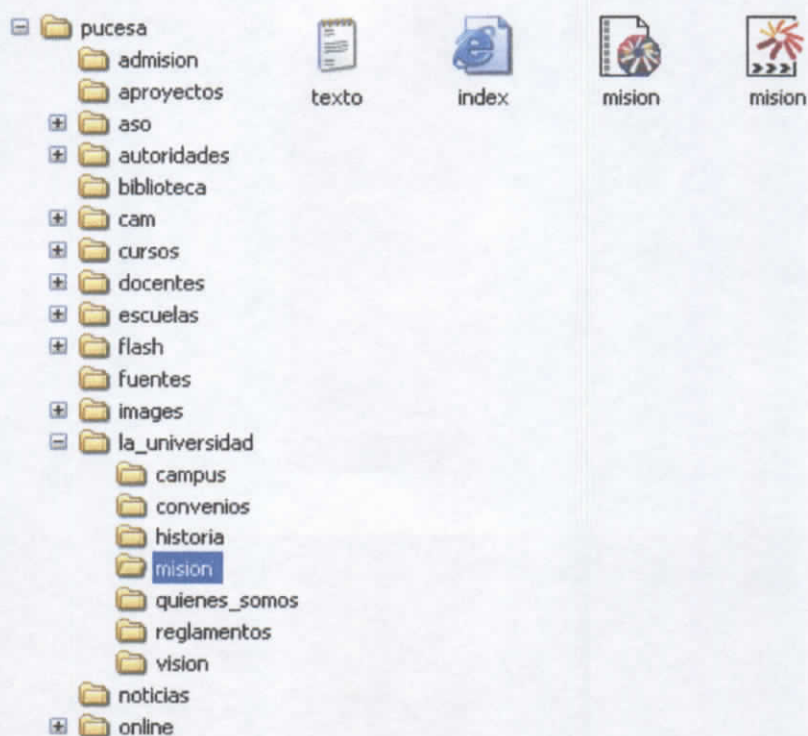 pucesa
admision
aproyectos
aso
autoridades
biblioteca
cam
cursos
docentes
escuelas
flash
fuentes
images
la_universidad
campus
convenios
historia
mision
quienes_somos
reglamentos
vision
noticias
online
texto index mision mision